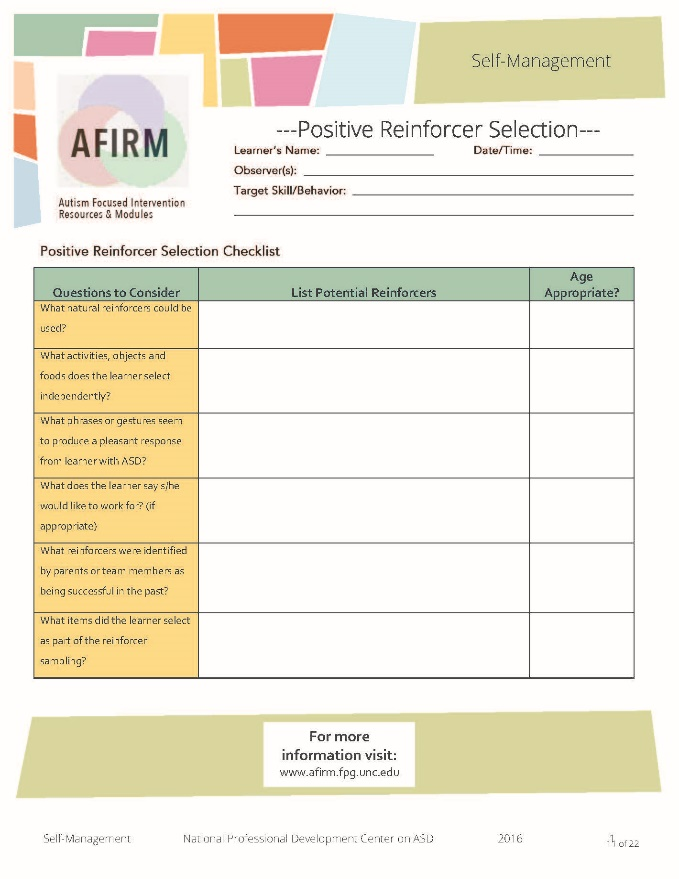 Self-Management
AFIRM
Autism Focused Intervention
Resources & Modules
---Positive Reinforcer Selection---
Learner's Name: Date/Time:
Observer(s):
Target Skill/Behavior:
Positive Reinforcer Selection Checklist
Age
Questions to Consider List Potential Reinforcers Appropriate?
What natural reinforcers could be
used?
What activities, objects and
foods does the learner select
independently?
What phrases or gestures seem
to produce a pleasant response
from learner with ASD?
What does the learner say s/he
would like to work for? (if
appropriate)
What reinforcers were identified
by parents or team members as
being successful in the past?
What items did the learner select
as part of the reinforcer
sampling?
For more
information visit:
www.afirm.fpg.unc.edu
Self-Management National Professional Development Center on ASD 2016 of 22